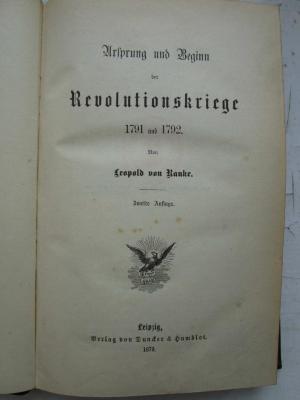 Ursprung und Beginn
der
Revolutionskriege
1791 und 1792.
Von
Leopold von Ranke.
Zweite Auflage.
Leipzig,
Verlag von Duncker & Humblot.
1879.